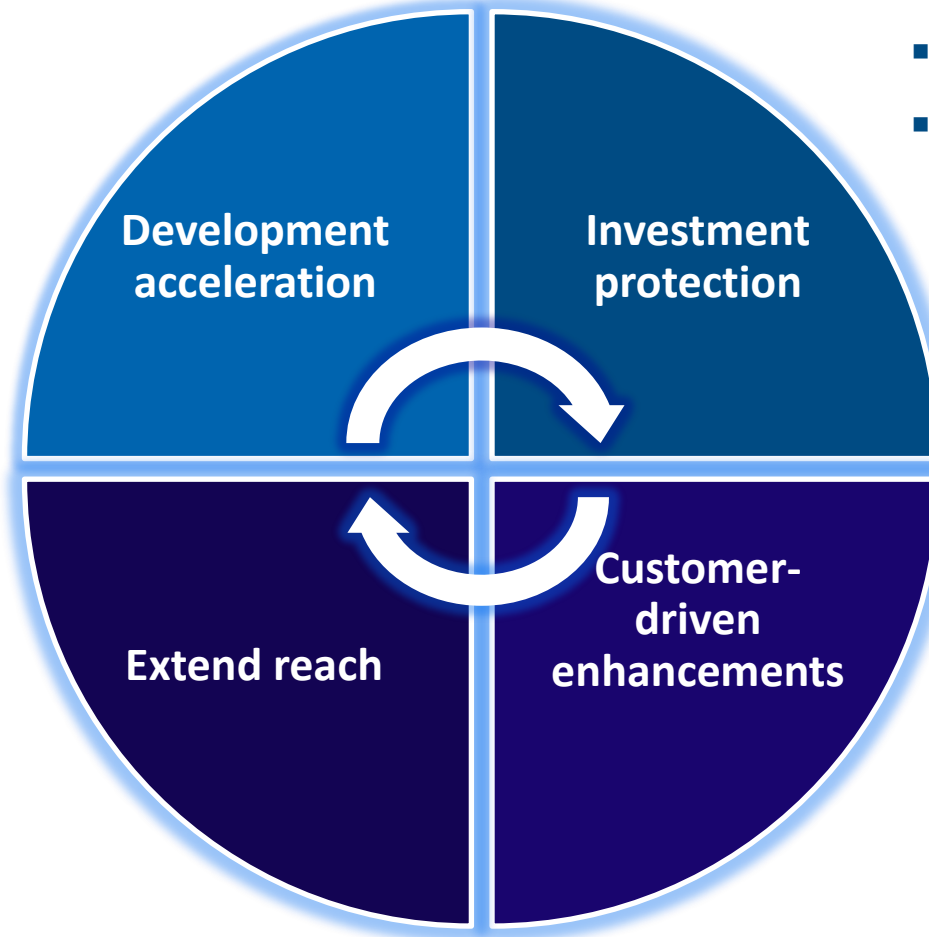 Development
acceleration
Investment
protection
Extend reach
Customer-
driven
enhancements